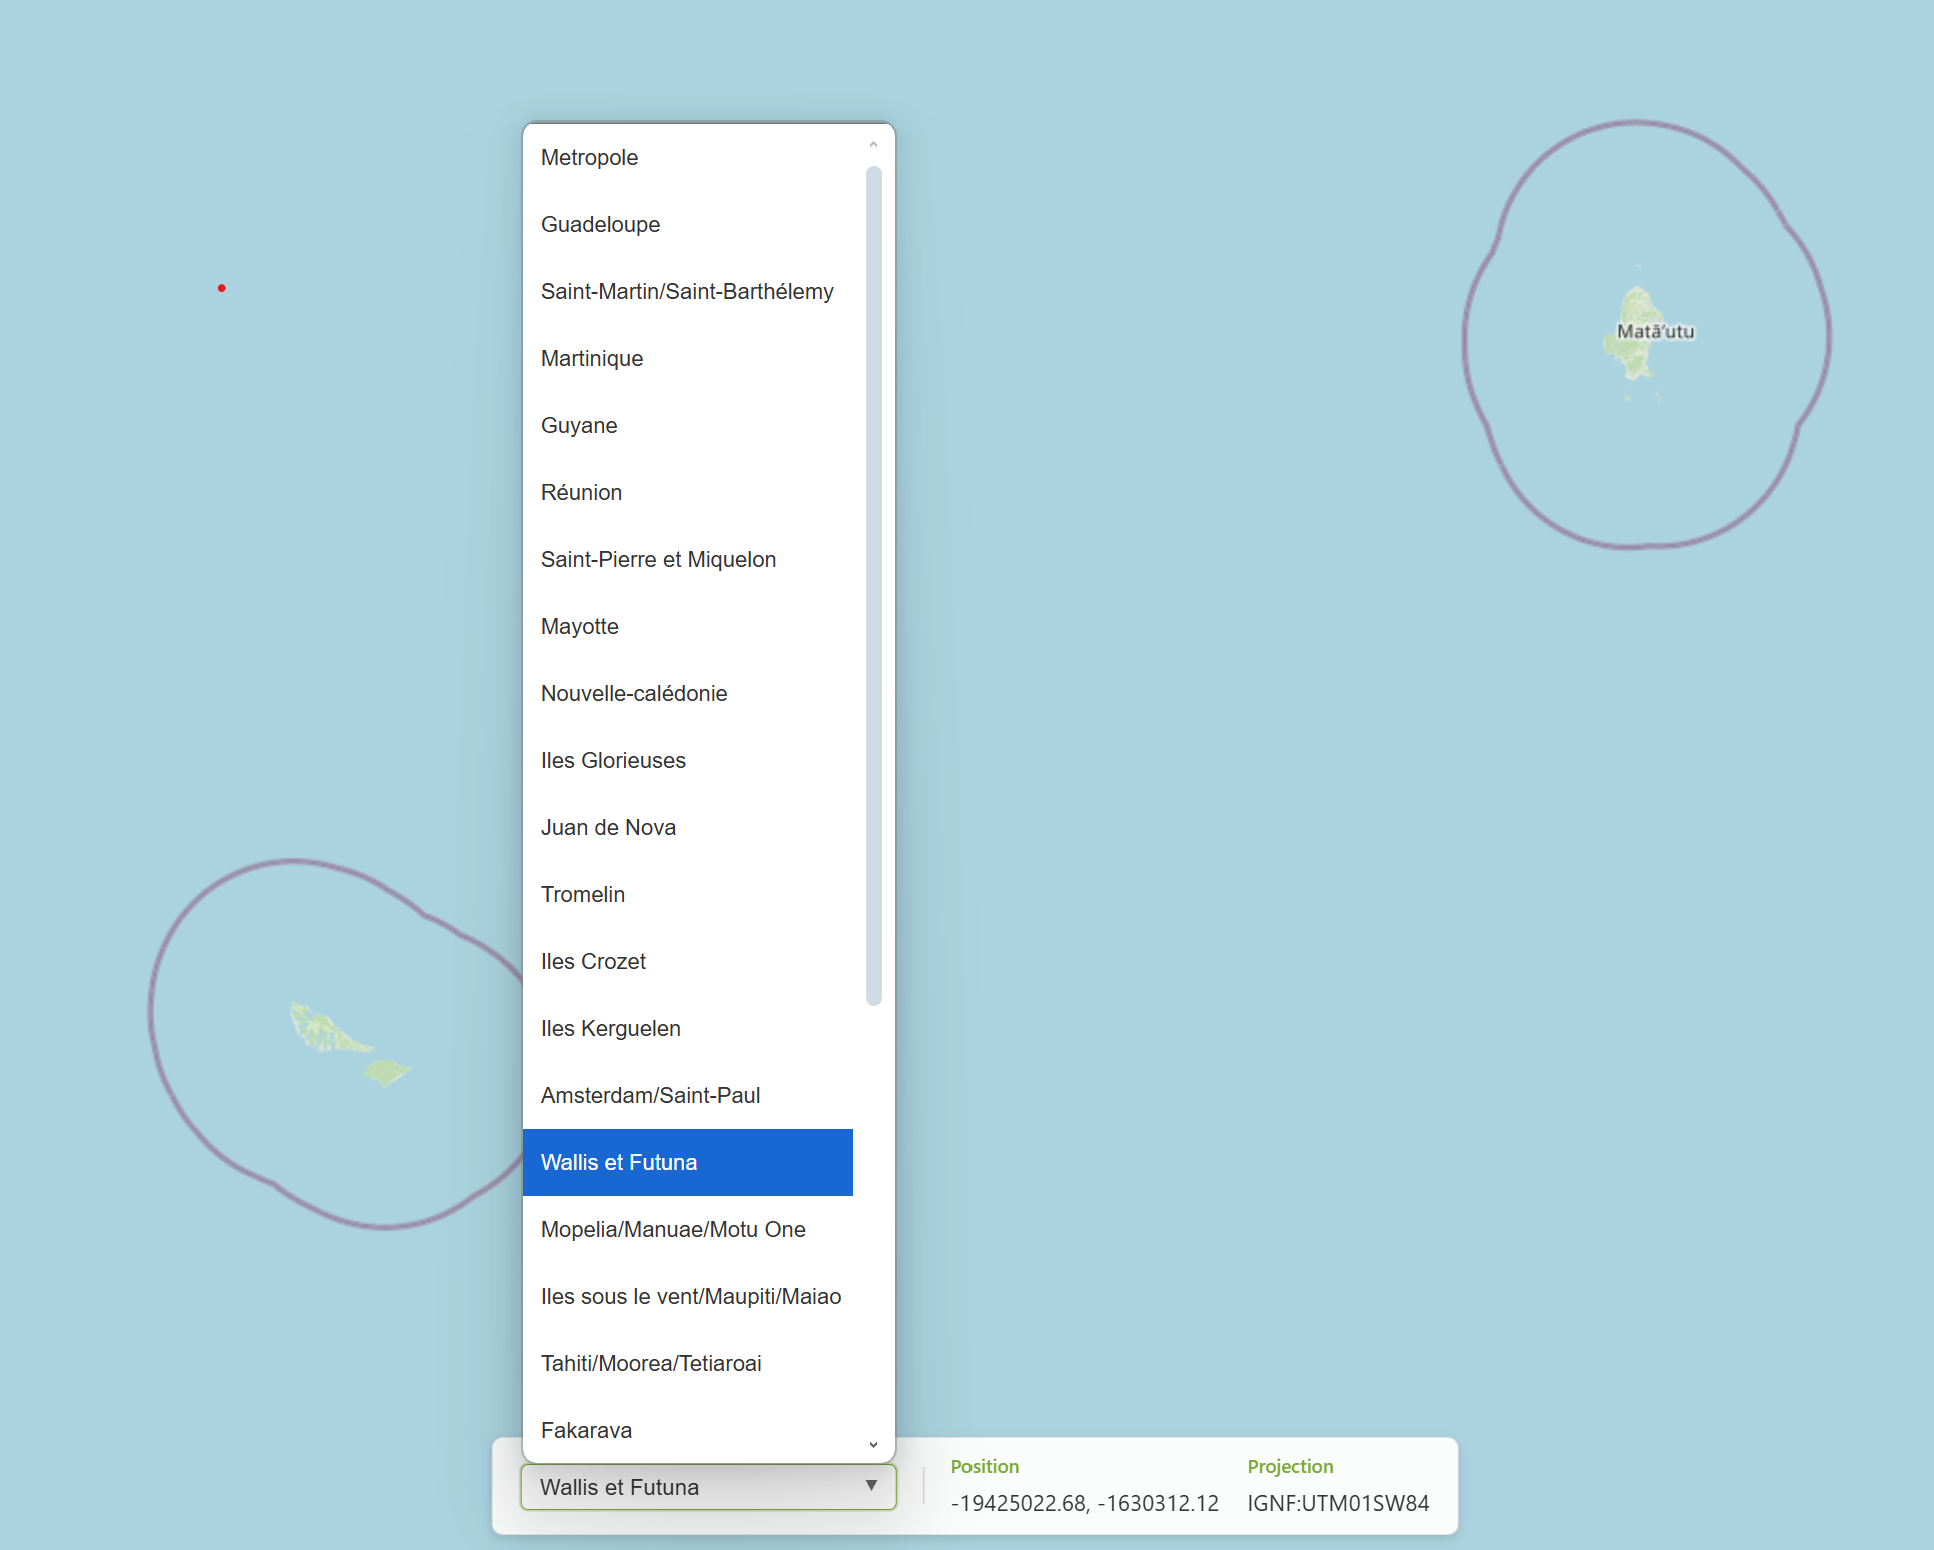 Metropole
Guadeloupe
Saint-Martin/Saint-Barthélemy
Martinique
Guyane
Réunion
Saint-Pierre et Miquelon
Mayotte
Nouvelle-calédonie
Iles Glorieuses
Juan de Nova
Tromelin
Iles Crozet
Iles Kerguelen
Amsterdam/Saint-Paul
Wallis et Futuna
Mopelia/Manuae/Motu One
Iles sous le vent/Maupiti/Maiao
Tahiti/Moorea/Tetiaroai
Fakarava
Wallis et Futuna
Position
-19425022.68, -1630312.12
Projection
IGNF:UTM01SW84
Matāʻutu